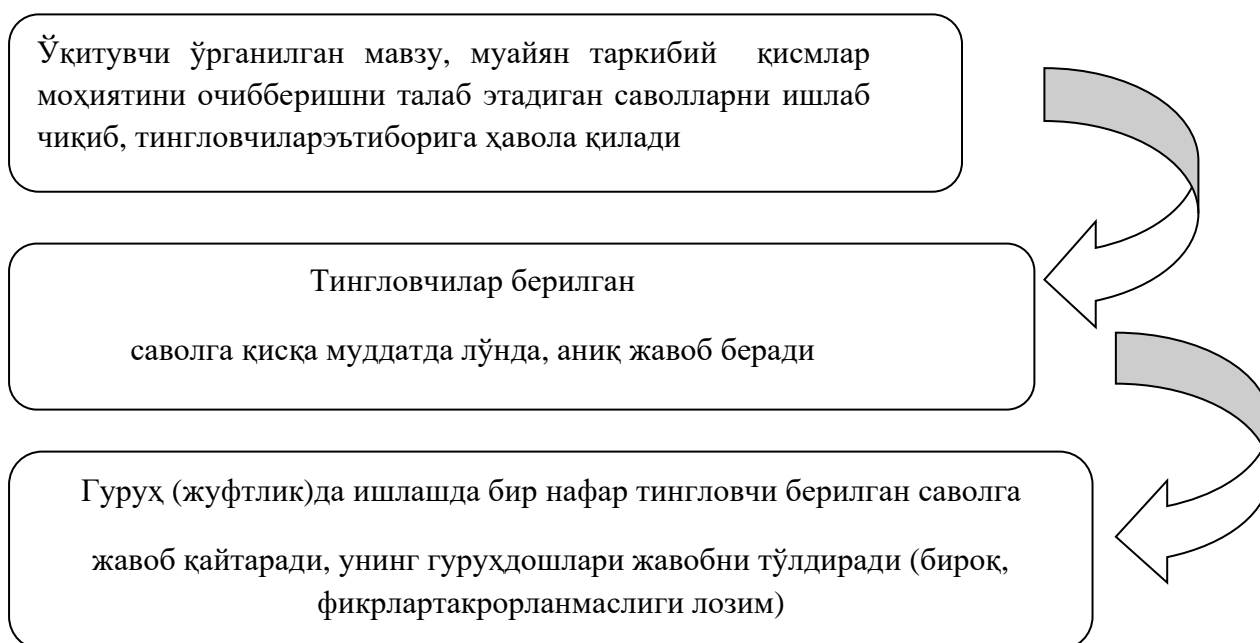 Ўқитувчи ўрганилган мавзу, муайян таркибий қисмлар
моҳиятини очибберишни талаб этадиган саволларни ишлаб
чиқиб, тингловчиларэътиборига ҳавола қилади
Тингловчилар берилган
саволга қисқа муддатда лўнда, аниқ жавоб беради
Гуруҳ (жуфтлик)да ишлашда бир нафар тингловчи берилган саволга
жавоб қайтаради, унинг гуруҳдошлари жавобни тўлдиради (бироқ,
фикрлартакрорланмаслиги лозим)